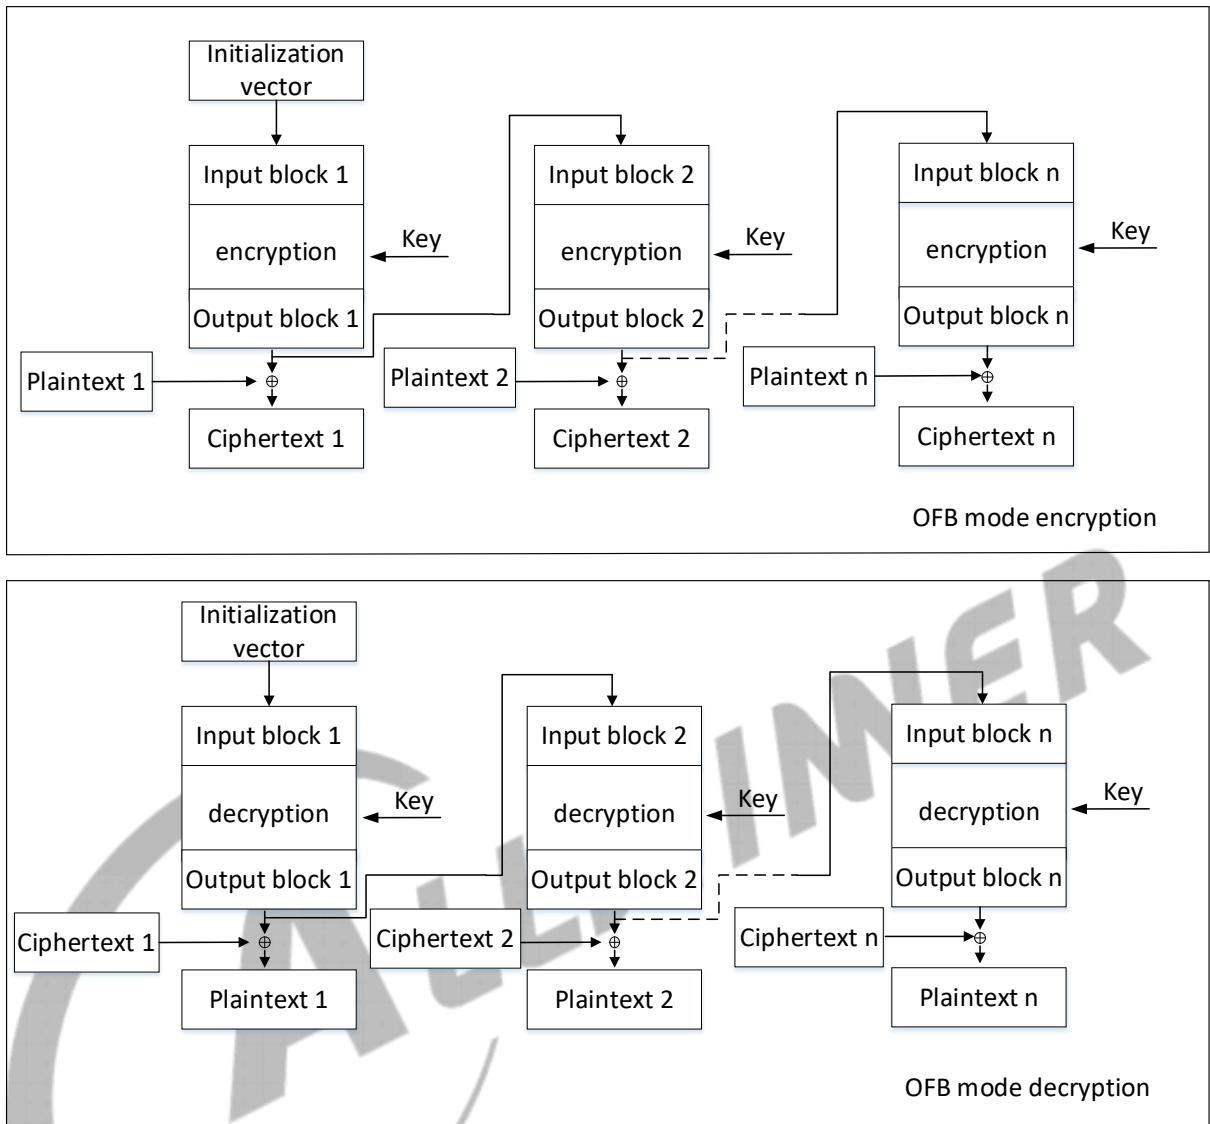 Initialization
vector
Input block 1
Input block 2
Input block n
encryption
Key
encryption
Key
encryption
Key
Output block 1
Output block 2
Output block n
Plaintext 1
Plaintext 2
Plaintext n
Ciphertext 1
Ciphertext 2
Ciphertext n
OFB mode encryption
Initialization
vector
Input block 1
Input block 2
Input block n
decryption
Key
decryption
Key
decryption
Key
Output block 1
Output block 2
Output block n
Ciphertext 1
Ciphertext 2
Ciphertext n
Plaintext 1
Plaintext 2
Plaintext n
OFB mode decryption
ALLWINNER